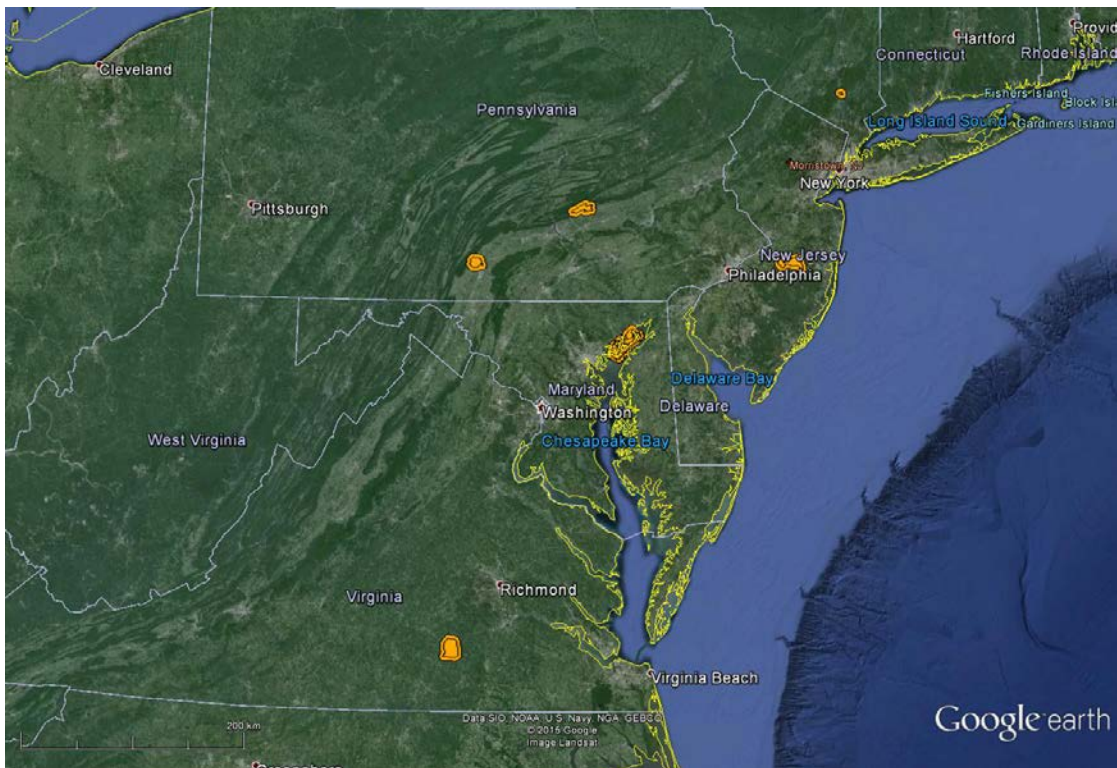 Hartford
Provid
Connecticut
Rhode Island
Cleveland
Fishers Island
Block Isla
Pennsylvania
Long Island Sound
Gardiners Island
Morristown, NJ
New York
Pittsburgh
New Jersey
Philadelphia
Delaware Bay
Maryland
Delaware
Washington
West Virginia
Chesapeake Bay
Richmond
Virginia
Virginia Beach
200 km
Data SIO, NOAA, U.S. Navy, NGA, GEBCO
© 2015 Google
Image Landsat
Google earth